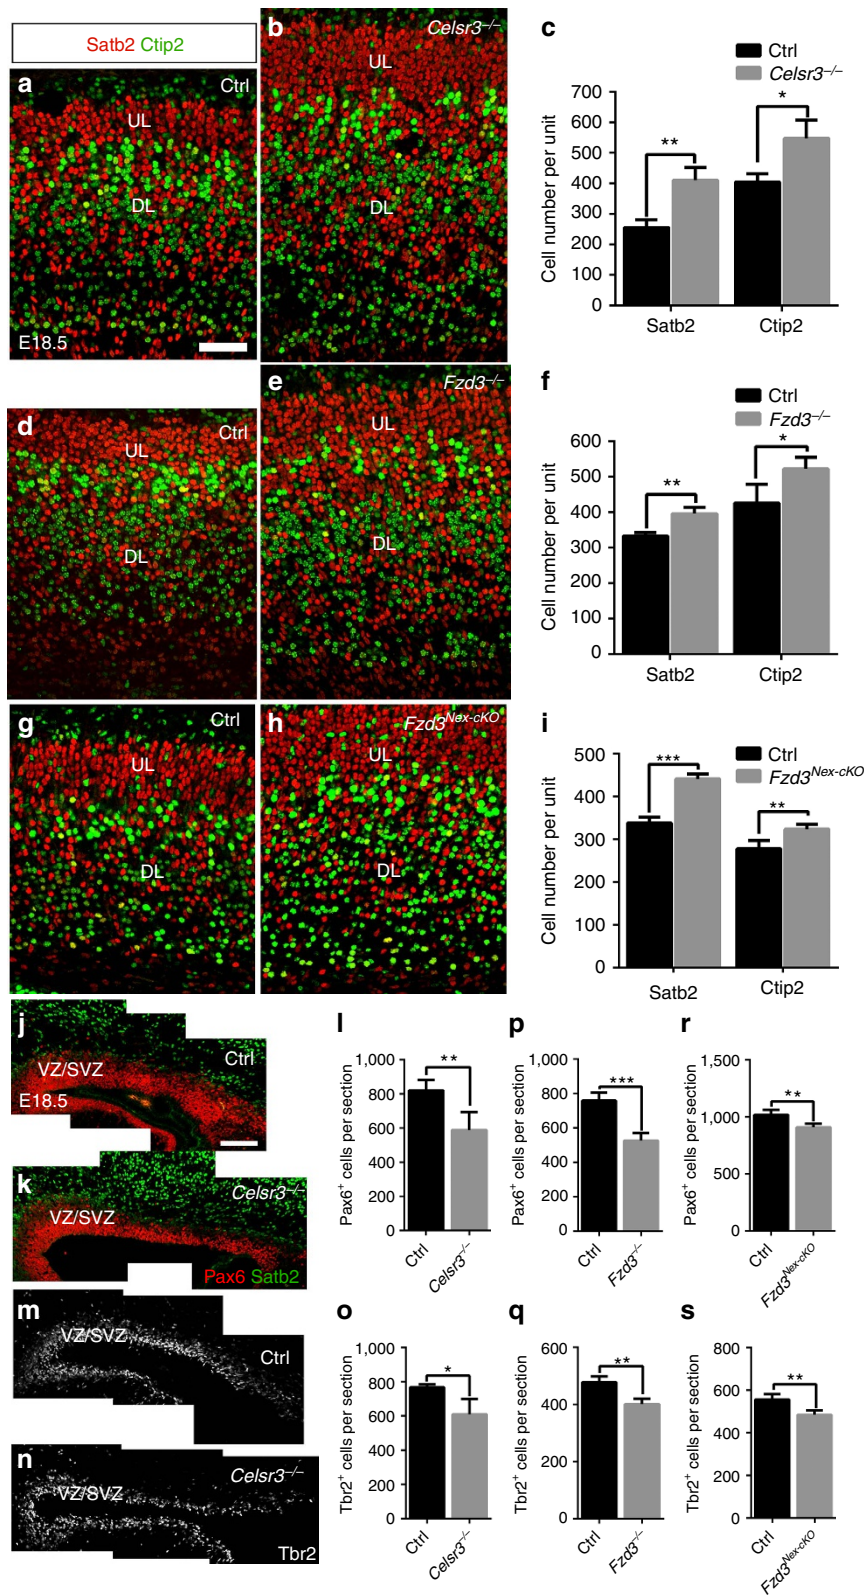 Satb2 Ctip2
a
Ctrl
UL
DL
E18.5
b
Celsr3–/–
UL
DL
c
Ctrl
Celsr3–/–
700
600
500
400
300
200
100
0
Cell number per unit
**
*
Satb2
Ctip2
d
Ctrl
UL
DL
e
Fzd3–/–
UL
DL
f
Ctrl
Fzd3–/–
600
500
400
300
200
100
0
Cell number per unit
**
*
Satb2
Ctip2
g
Ctrl
UL
DL
h
Fzd3Nex-cKO
UL
DL
i
Ctrl
Fzd3Nex-cKO
500
400
300
200
100
0
Cell number per unit
***
**
Satb2
Ctip2
j
Ctrl
VZ/SVZ
E18.5
k
Celsr3–/–
VZ/SVZ
Pax6 Satb2
l
1,000
800
600
400
200
0
Pax6+ cells per section
**
Ctrl
Celsr3–/–
p
1,000
800
600
400
200
0
Pax6+ cells per section
***
Ctrl
Fzd3–/–
r
1,500
1,000
500
0
Pax6+ cells per section
**
Ctrl
Fzd3Nex-cKO
m
VZ/SVZ
Ctrl
n
Celsr3–/–
VZ/SVZ
Tbr2
o
1,000
800
600
400
200
0
Tbr2+ cells per section
*
Ctrl
Celsr3–/–
q
600
400
200
0
Tbr2+ cells per section
**
Ctrl
Fzd3–/–
s
800
600
400
200
0
Tbr2+ cells per section
**
Ctrl
Fzd3Nex-cKO